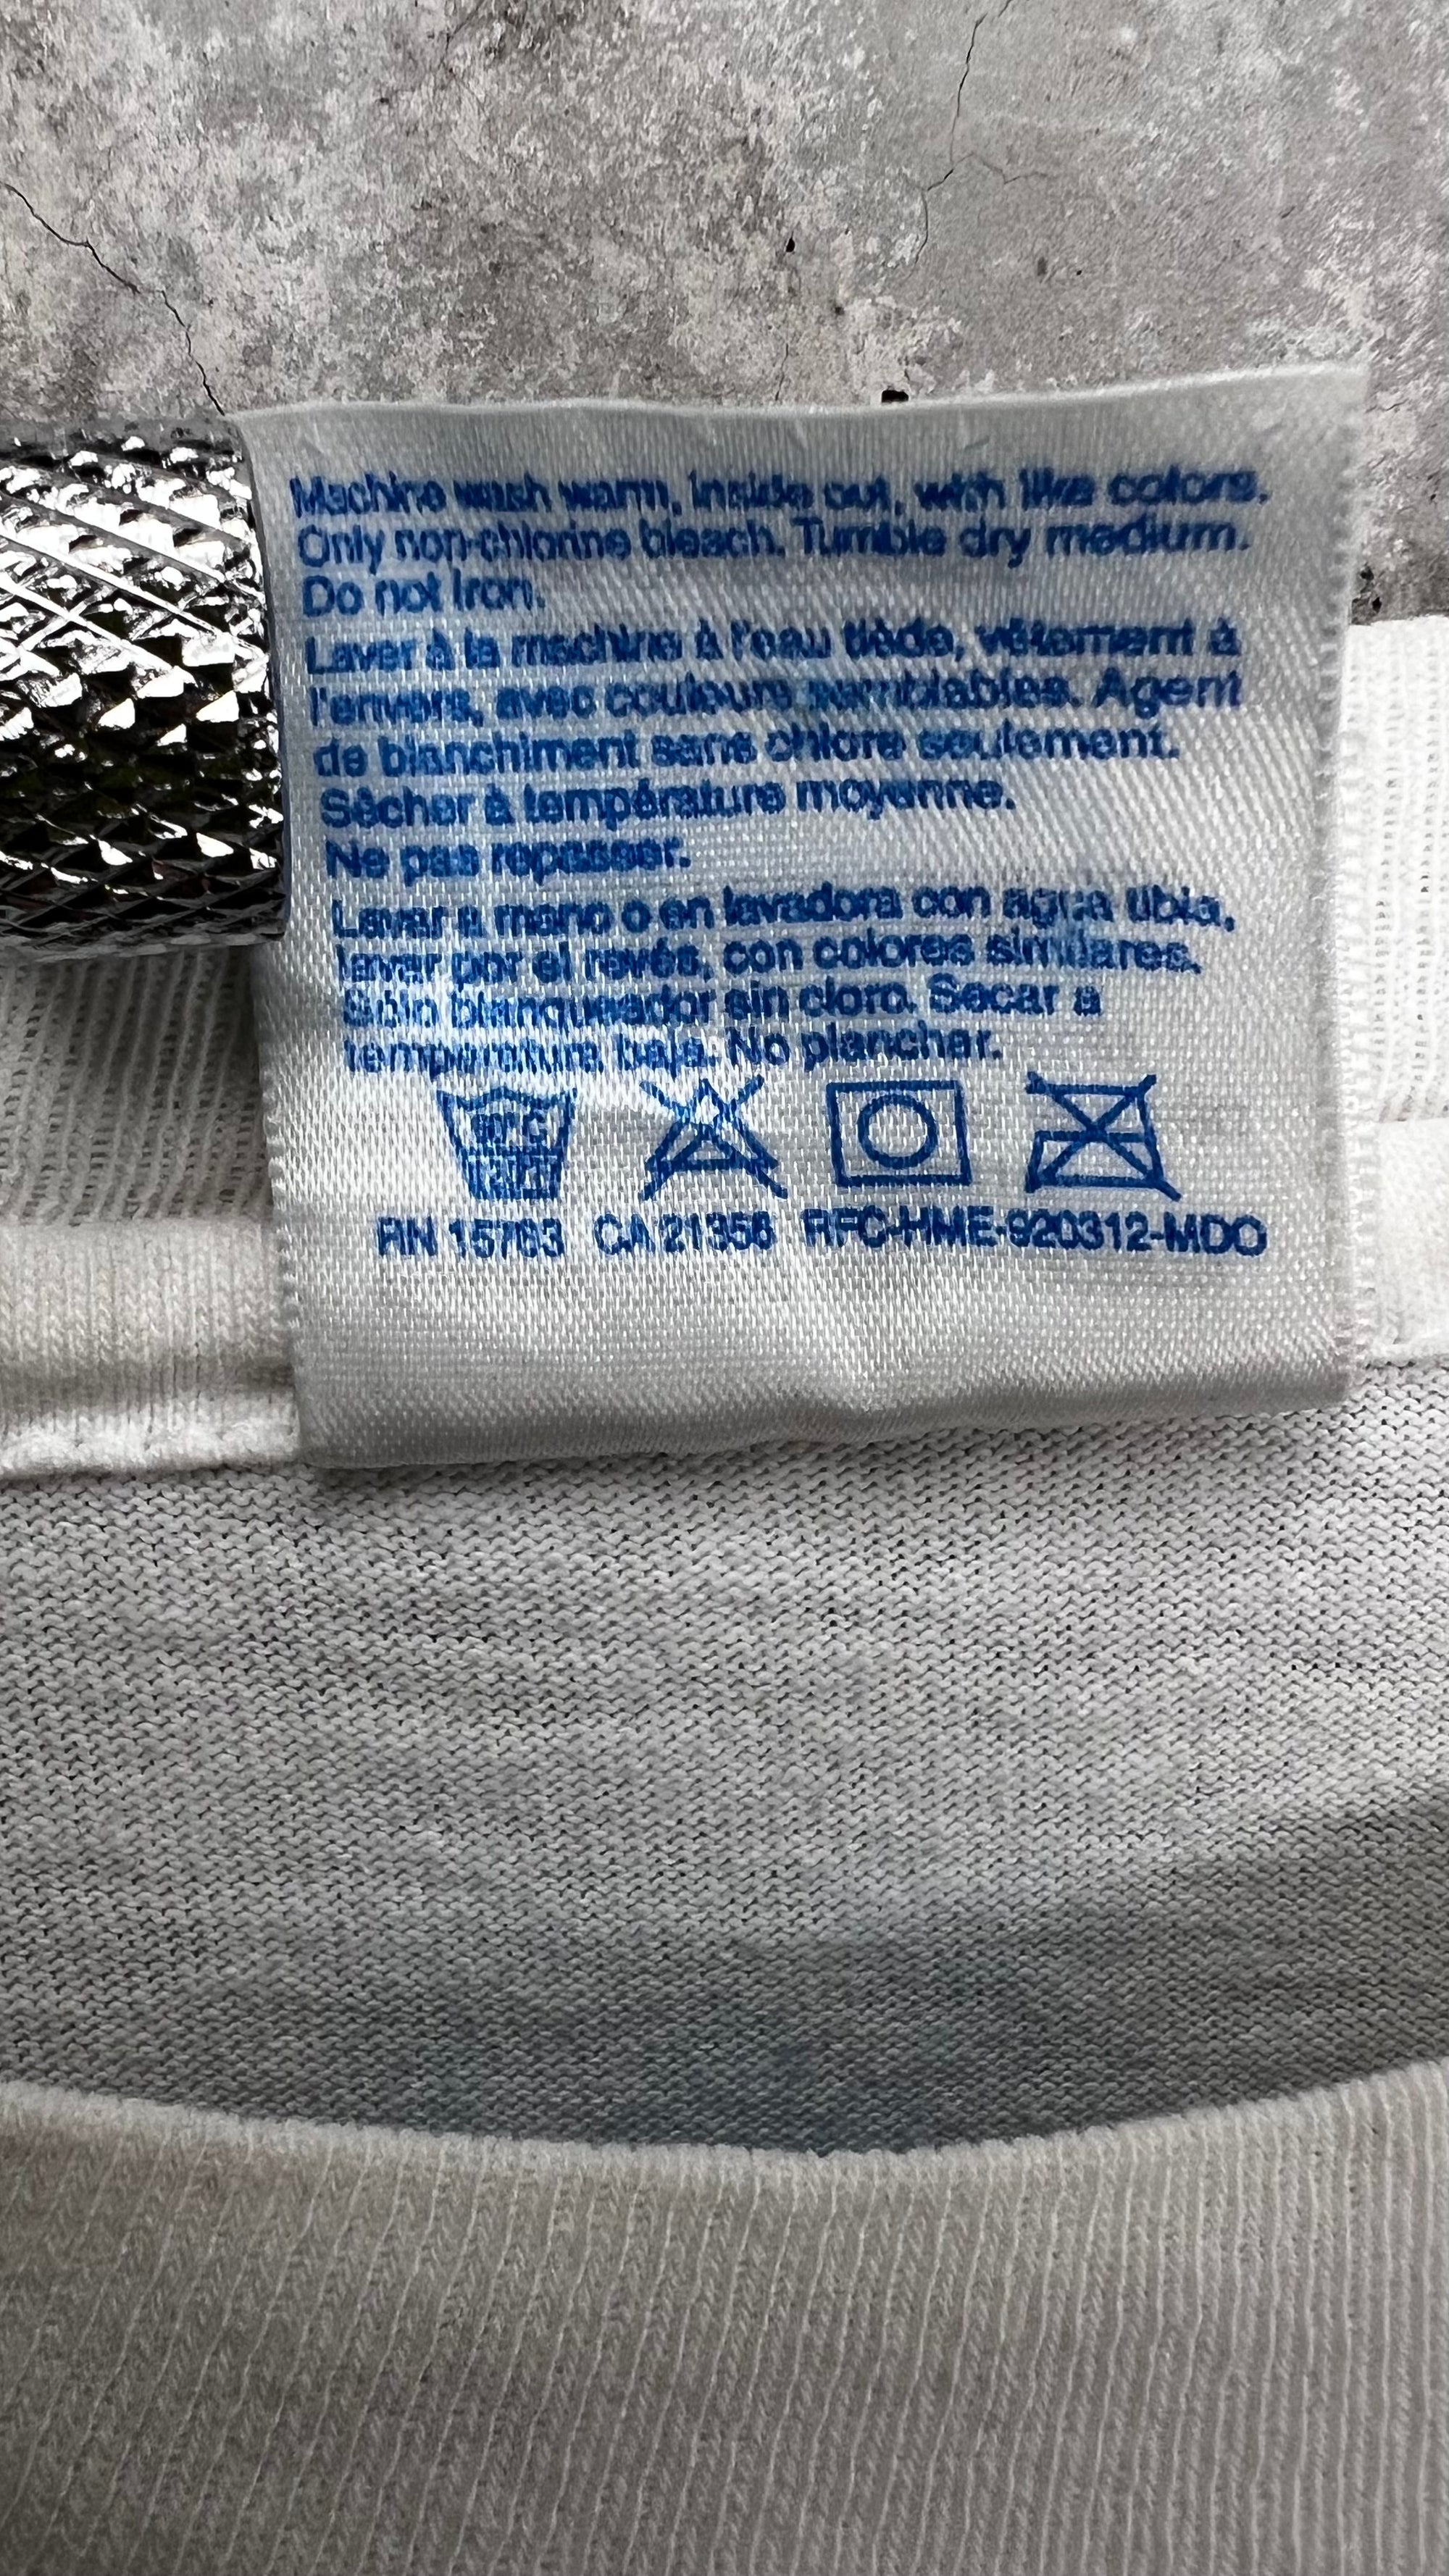 Machine wash warm, inside out, with like colors.
Only non-chlorine bleach. Tumble dry medium.
Do not iron.
Laver à la machine à l'eau tiède, vêtement à
l'envers, avec couleurs semblables. Agent
de blanchiment sans chlore seulement.
Sécher à température moyenne.
Ne pas repasser.
Lavar a mano o en lavadora con agua tibia,
lavar por el revés, con colores similares.
Sólo blanqueador sin cloro. Secar a
temperatura baja. No planchar.
RN 15763 CA 21356 RFC-HME-920312-MDO